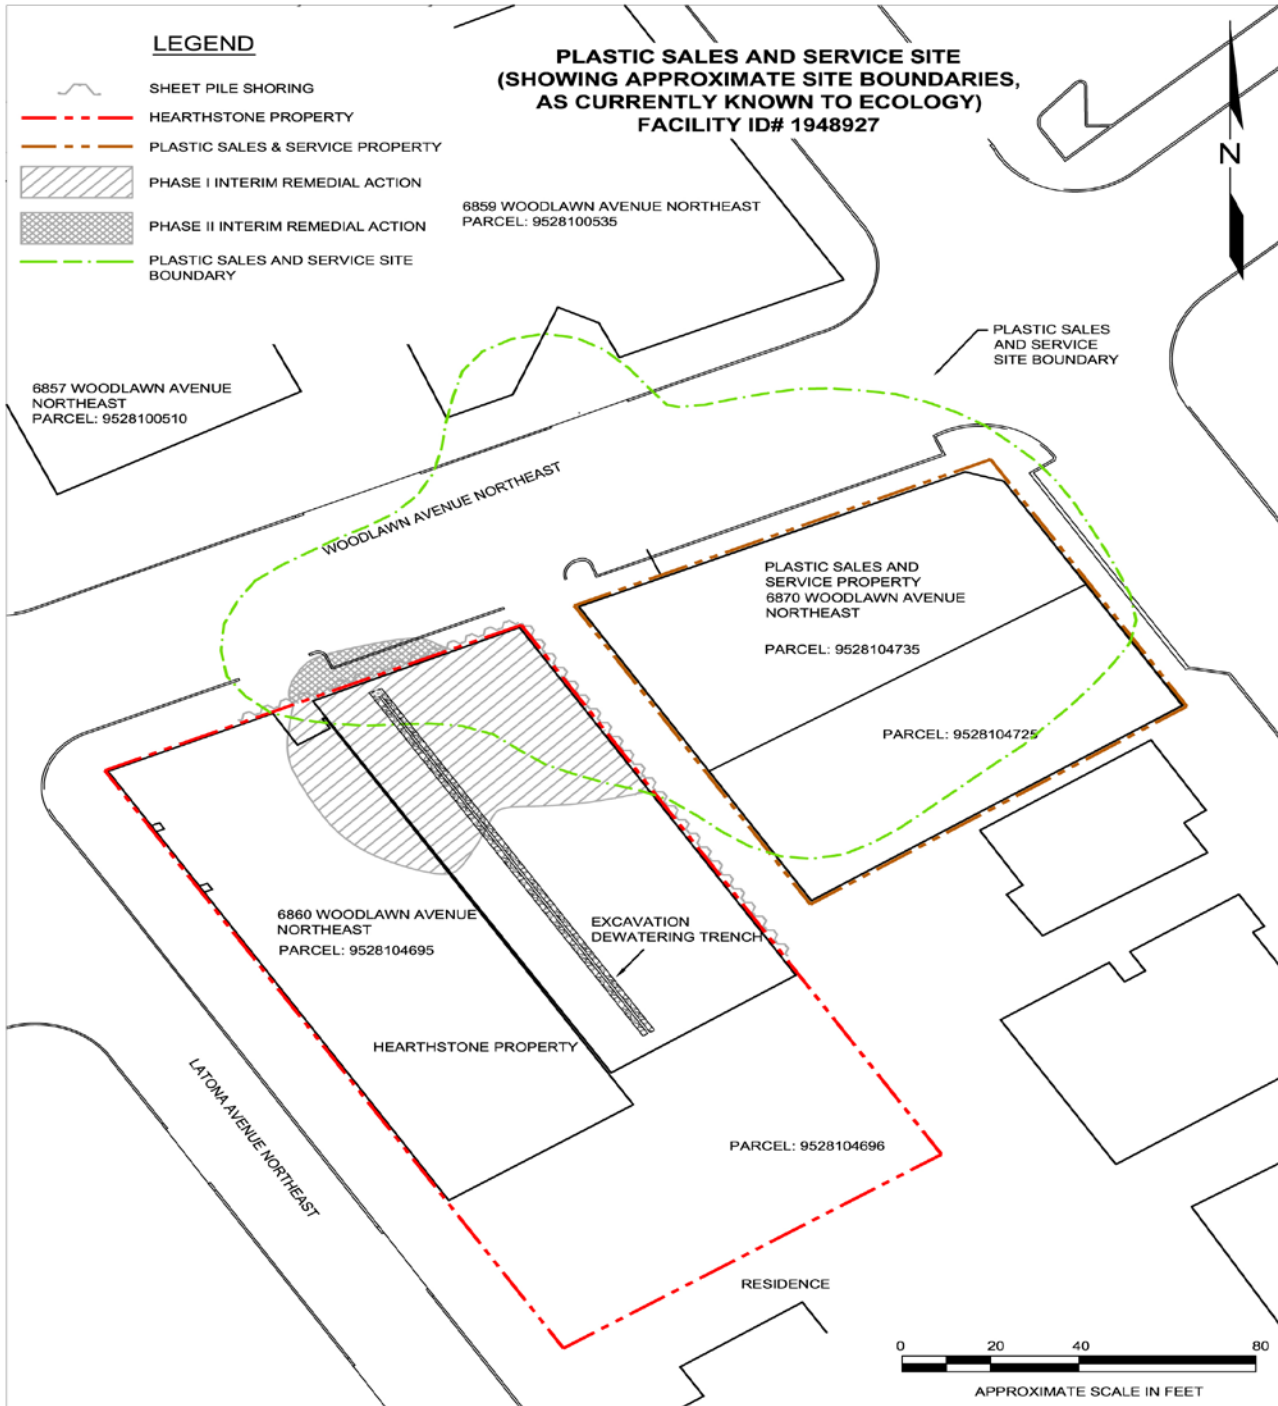 LEGEND
SHEET PILE SHORING
HEARTHSTONE PROPERTY
PLASTIC SALES & SERVICE PROPERTY
PHASE I INTERIM REMEDIAL ACTION
PHASE II INTERIM REMEDIAL ACTION
PLASTIC SALES AND SERVICE SITE
BOUNDARY
PLASTIC SALES AND SERVICE SITE
(SHOWING APPROXIMATE SITE BOUNDARIES,
AS CURRENTLY KNOWN TO ECOLOGY)
FACILITY ID# 1948927
N
6859 WOODLAWN AVENUE NORTHEAST
PARCEL: 9528100535
PLASTIC SALES
AND SERVICE
SITE BOUNDARY
6857 WOODLAWN AVENUE
NORTHEAST
PARCEL: 9528100510
WOODLAWN AVENUE NORTHEAST
PLASTIC SALES AND
SERVICE PROPERTY
6870 WOODLAWN AVENUE
NORTHEAST
PARCEL: 9528104735
PARCEL: 9528104725
6860 WOODLAWN AVENUE
NORTHEAST
PARCEL: 9528104695
EXCAVATION
DEWATERING TRENCH
HEARTHSTONE PROPERTY
LATONA AVENUE NORTHEAST
PARCEL: 9528104696
RESIDENCE
0 20 40 80
APPROXIMATE SCALE IN FEET